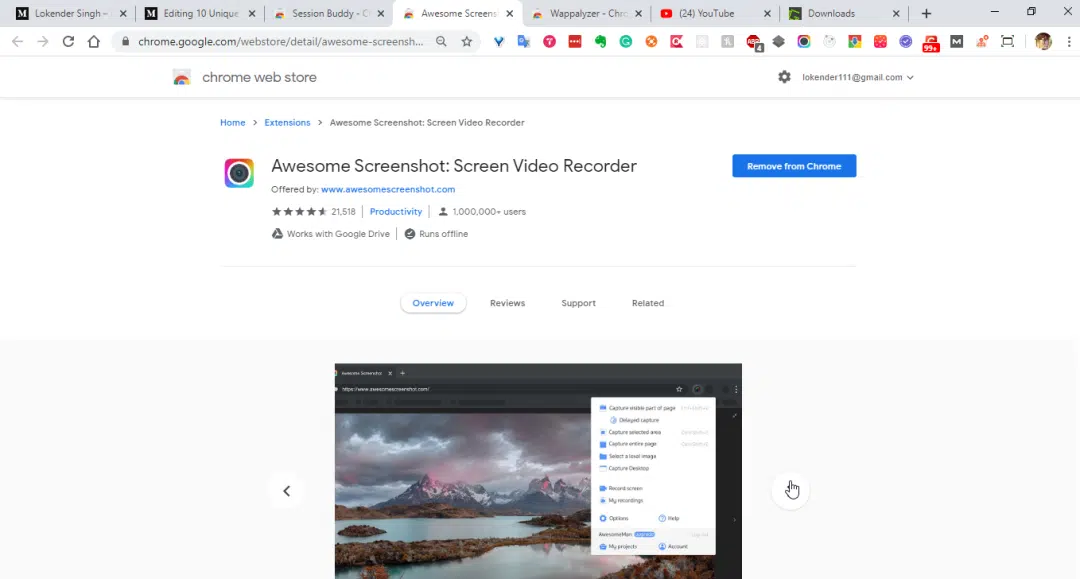 Lokender Singh –
Editing 10 Unique
Session Buddy - Ch
Awesome Screens
Wappalyzer - Chro
(24) YouTube
Downloads
chrome.google.com/webstore/detail/awesome-screensh...
4
99+
chrome web store
lokender111@gmail.com
Home > Extensions > Awesome Screenshot: Screen Video Recorder
Awesome Screenshot: Screen Video Recorder
Remove from Chrome
Offered by: www.awesomescreenshot.com
21,518 | Productivity | 1,000,000+ users
Works with Google Drive | Runs offline
Overview
Reviews
Support
Related
Awesome Screenshot
https://www.awesomescreenshot.com/
Capture visible part of page
Delayed capture
Capture selected area
Capture entire page
Select a local image
Capture Desktop
Record screen
My recordings
Options
Help
AwesomeMan
My projects
Account